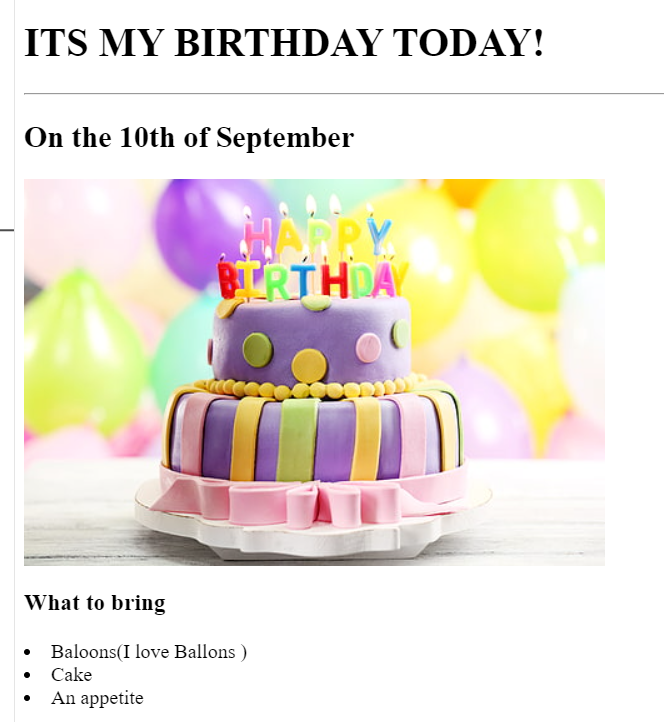 ITS MY BIRTHDAY TODAY!
On the 10th of September
HAPPY
BIRTHDAY
What to bring
Baloons(I love Ballons )
Cake
An appetite